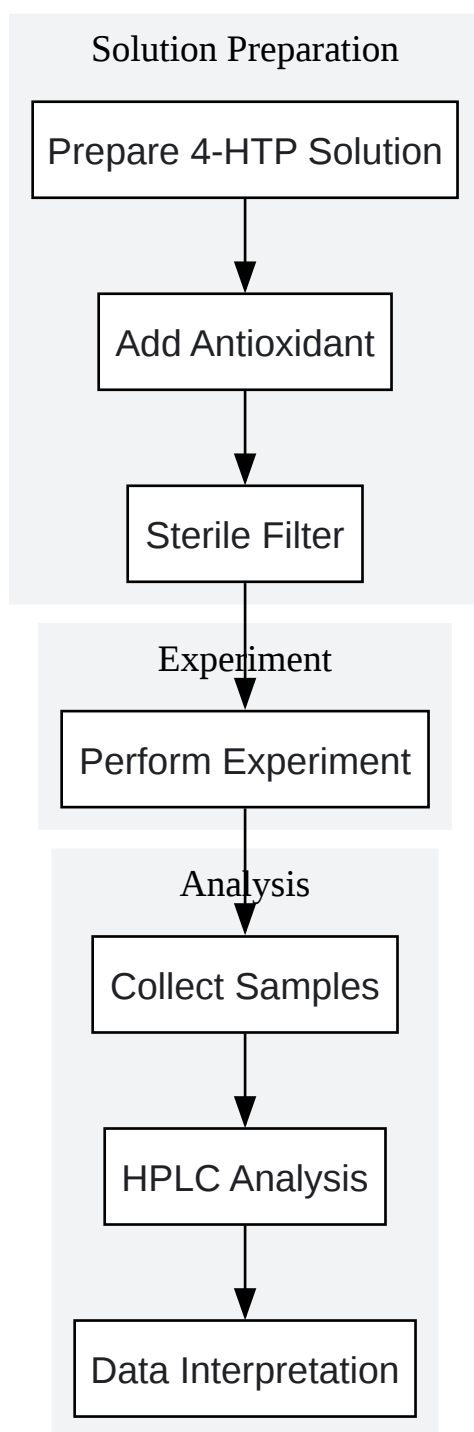 Solution Preparation
Prepare 4-HTP Solution
Add Antioxidant
Sterile Filter
Experiment
Perform Experiment
Analysis
Collect Samples
HPLC Analysis
Data Interpretation